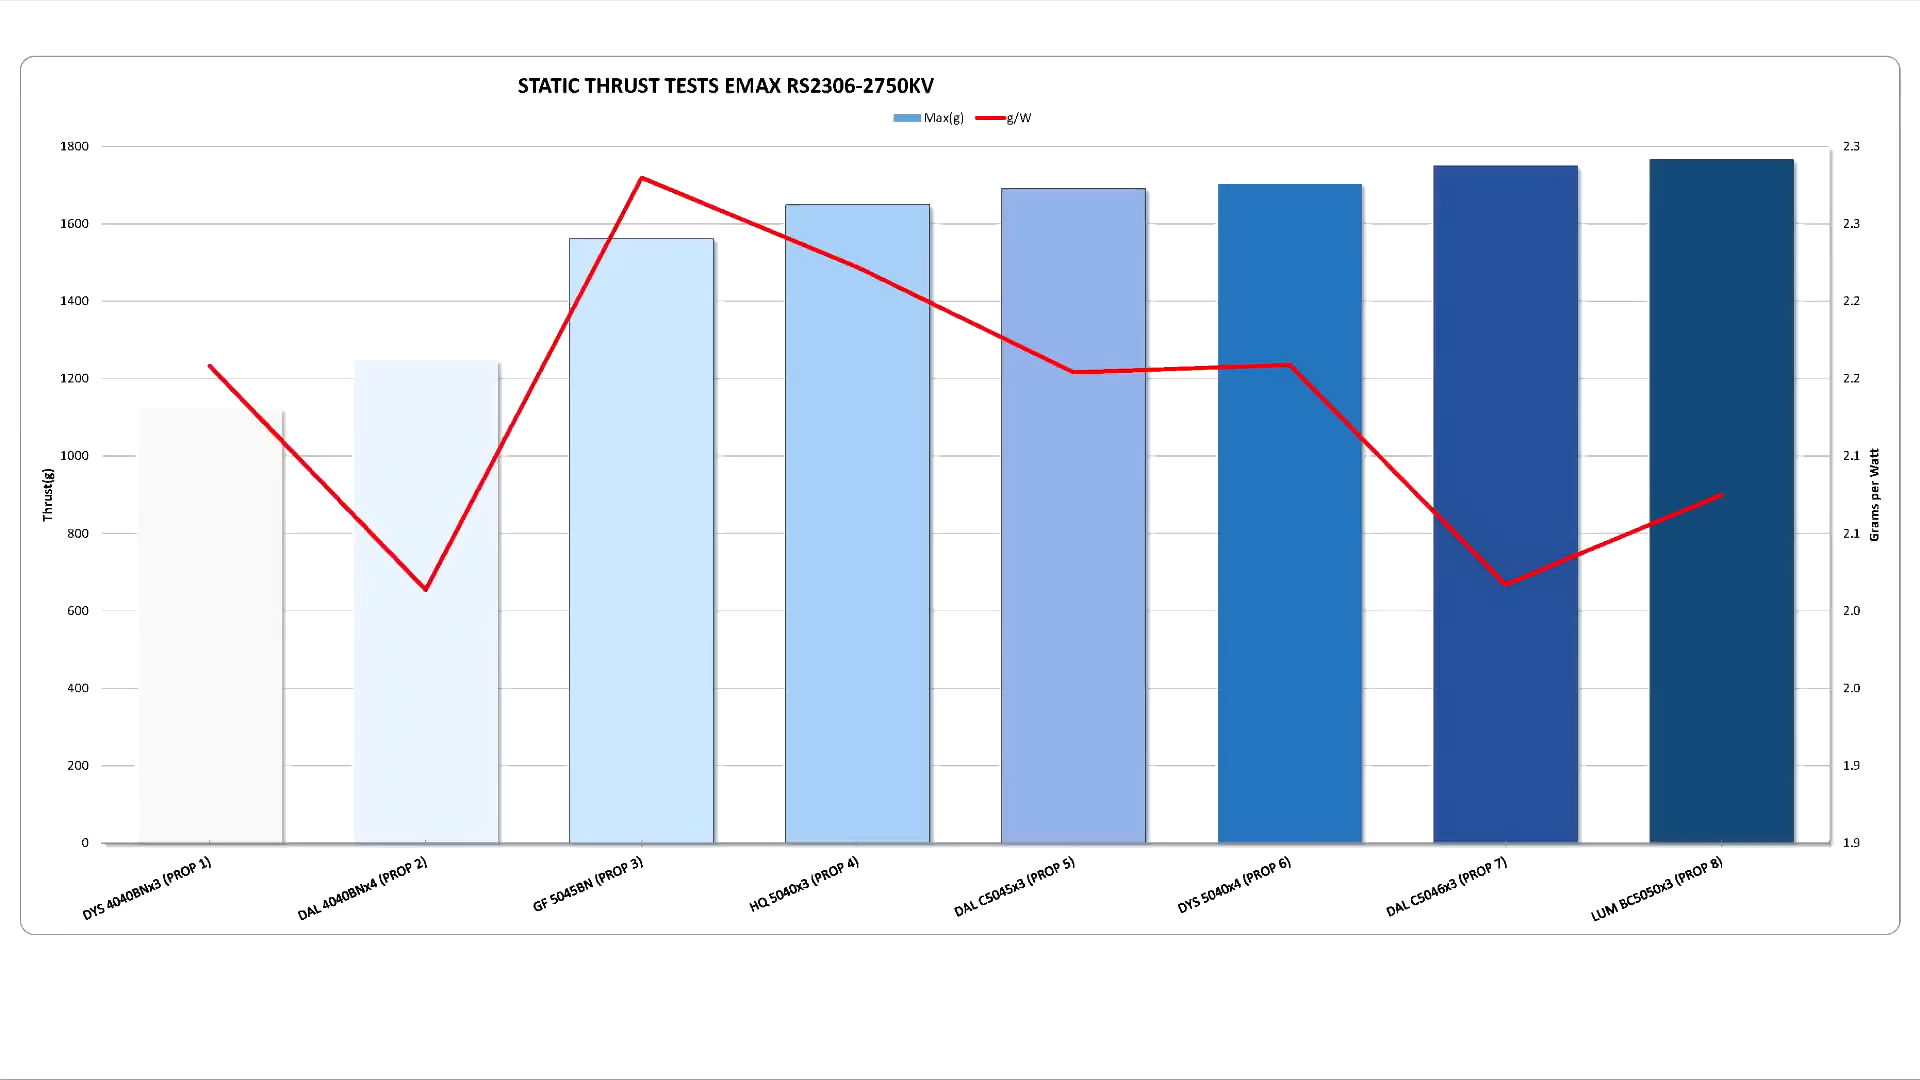 STATIC THRUST TESTS EMAX RS2306-2750KV
Max(g) g/W
1800
1600
1400
1200
1000
800
600
400
200
0
Thrust(g)
2.3
2.3
2.2
2.2
2.1
2.1
2.0
2.0
1.9
1.9
Grams per Watt
DYS 4040BNx3 (PROP 1)
DAL 4040BNx4 (PROP 2)
GF 5045BN (PROP 3)
HQ 5040x3 (PROP 4)
DAL C5045x3 (PROP 5)
DYS 5040x4 (PROP 6)
DAL C5046x3 (PROP 7)
LUM BC5050x3 (PROP 8)